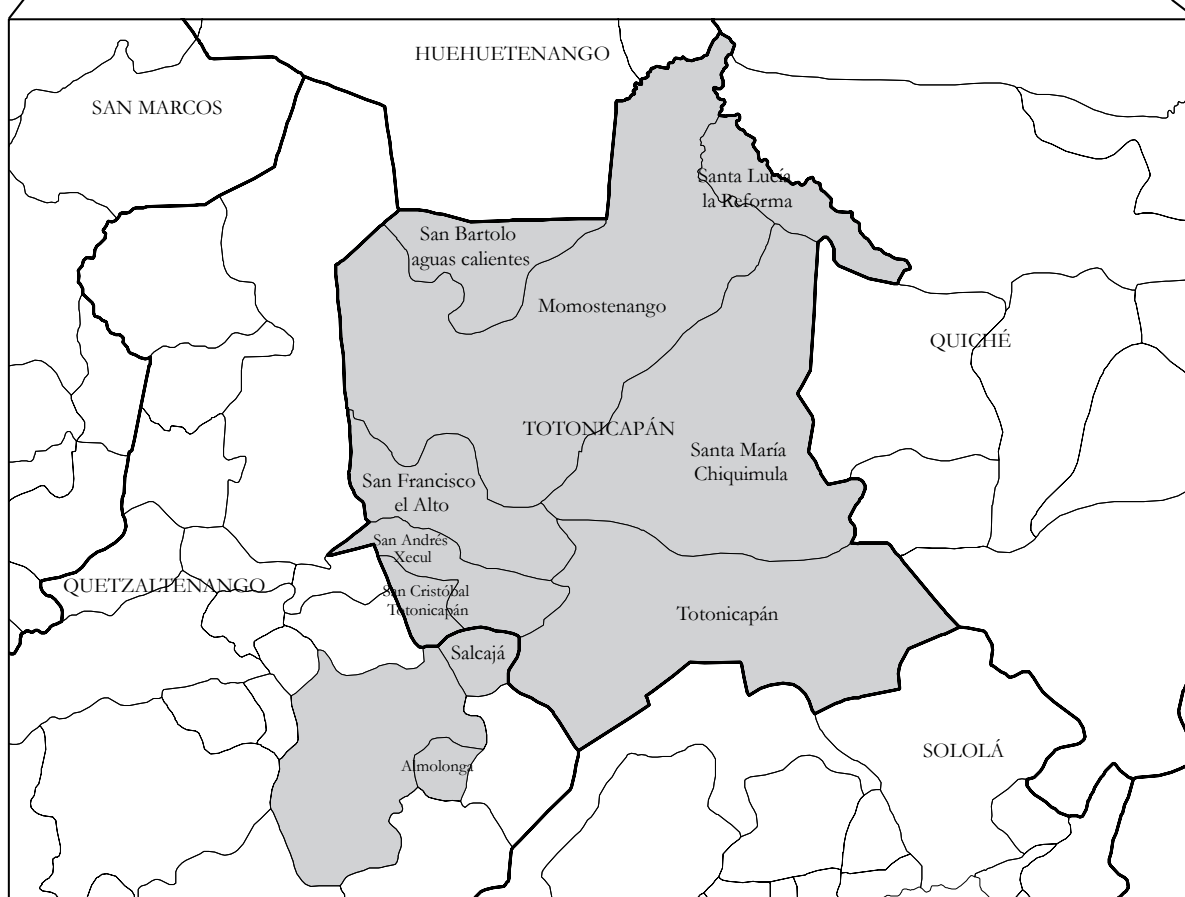 HUEHUETENANGO
SAN MARCOS
Santa Lucía
la Reforma
San Bartolo
aguas calientes
Momostenango
QUICHÉ
TOTONICAPÁN
Santa María
Chiquimula
San Francisco
el Alto
San Andrés
Xecul
QUETZALTENANGO
San Cristóbal
Totonicapán
Totonicapán
Salcajá
SOLOLÁ
Almolonga